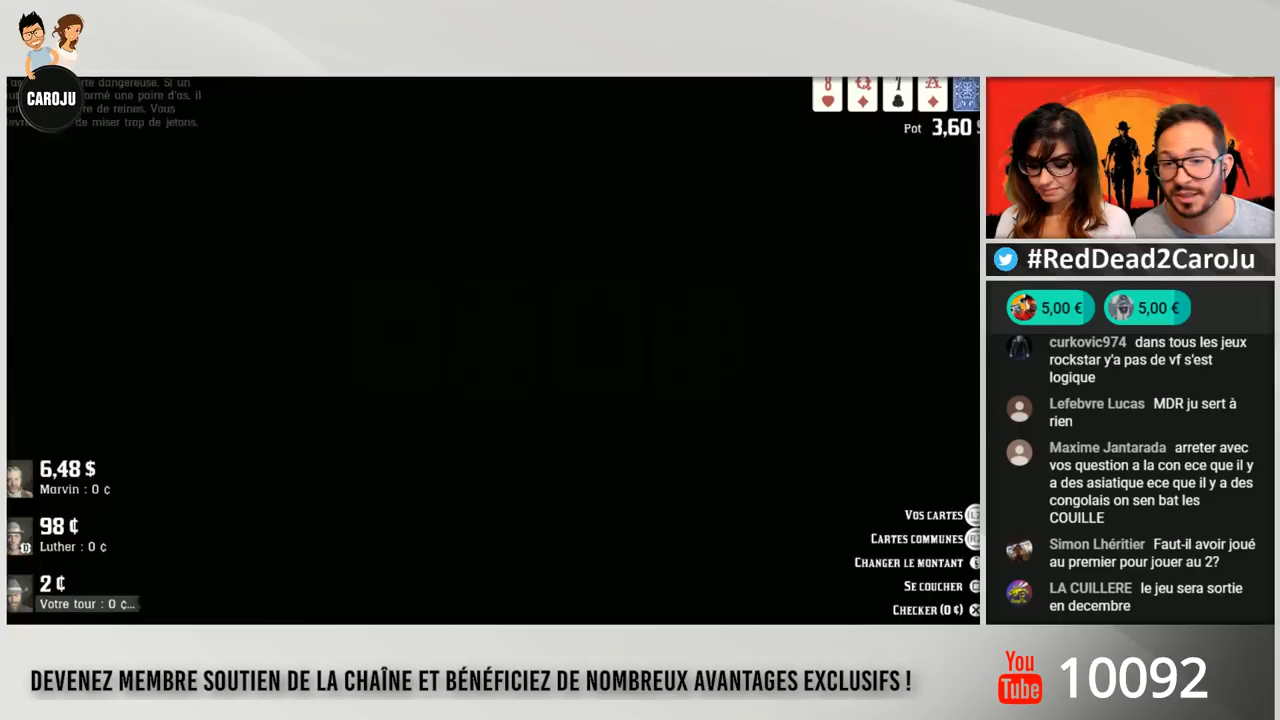 rte dangereuse. Si un
ormé une paire d'as, il
re de reines. Vous
de miser trop de jetons.
CAROJU
8 Q 7 A
Pot 3,60 $
6,48 $
Marvin : 0 ¢
98 ¢
D
Luther : 0 ¢
2 ¢
Votre tour : 0 ¢...
VOS CARTES
CARTES COMMUNES
CHANGER LE MONTANT
SE COUCHER
CHECKER (0 ¢)
#RedDead2CaroJu
5,00 € 5,00 €
curkovic974 dans tous les jeux
rockstar y'a pas de vf s'est
logique
Lefebvre Lucas MDR ju sert à
rien
Maxime Jantarada arreter avec
vos question a la con ece que il y
a des asiatique ece que il y a des
congolais on sen bat les
COUILLE
Simon Lhéritier Faut-il avoir joué
au premier pour jouer au 2?
LA CUILLERE le jeu sera sortie
en decembre
DEVENEZ MEMBRE SOUTIEN DE LA CHAÎNE ET BÉNÉFICIEZ DE NOMBREUX AVANTAGES EXCLUSIFS !
You
Tube
10092